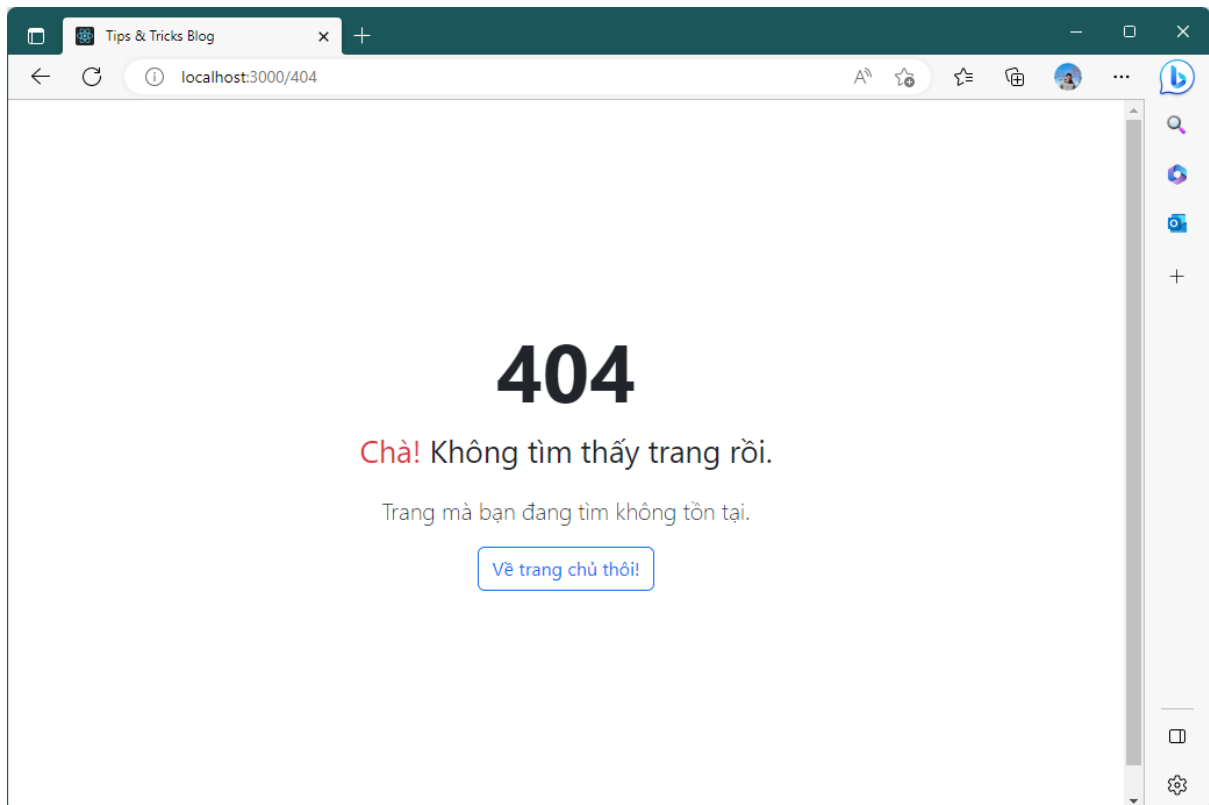 Tips & Tricks Blog
localhost:3000/404
404
Chà! Không tìm thấy trang rồi.
Trang mà bạn đang tìm không tồn tại.
Về trang chủ thôi!